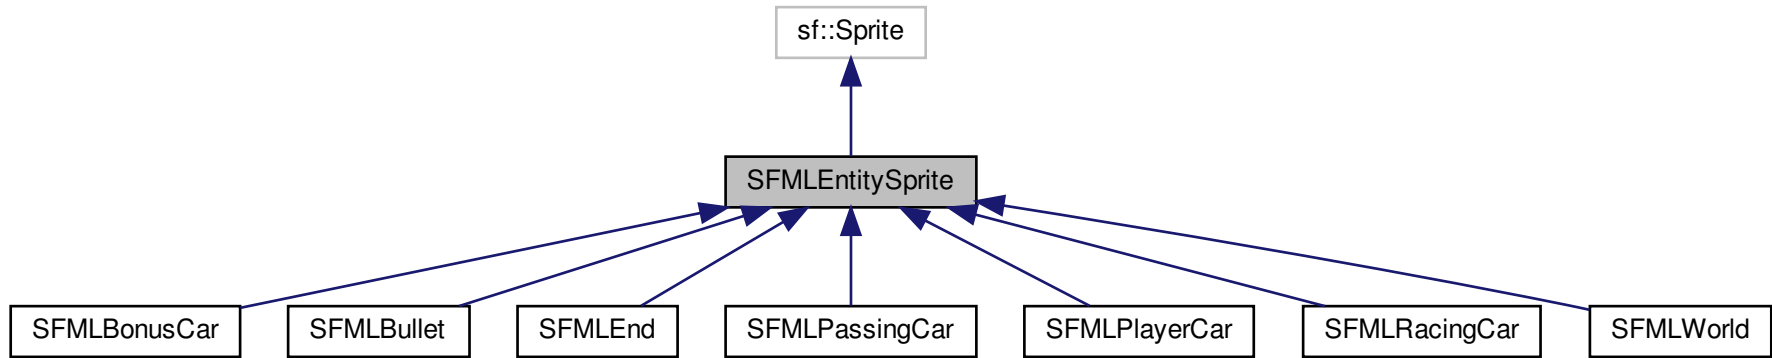 sf::Sprite
SFMLEntitySprite
SFMLBonusCar
SFMLBullet
SFMLEnd
SFMLPassingCar
SFMLPlayerCar
SFMLRacingCar
SFMLWorld